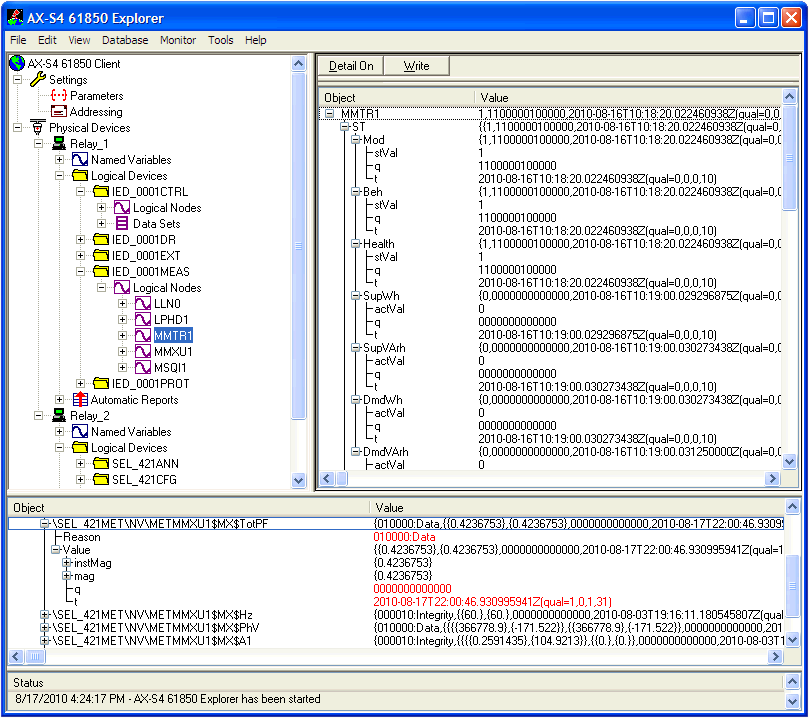 AX-S4 61850 Explorer
File Edit View Database Monitor Tools Help
AX-S4 61850 Client
Settings
Parameters
Addressing
Physical Devices
Relay_1
Named Variables
Logical Devices
IED_0001CTRL
Logical Nodes
Data Sets
IED_0001DR
IED_0001EXT
IED_0001MEAS
Logical Nodes
LLN0
LPHD1
MMTR1
MMXU1
MSQI1
IED_0001PROT
Automatic Reports
Relay_2
Named Variables
Logical Devices
SEL_421ANN
SEL_421CFG
Detail On Write
Object Value
MMTR1 1,1100000100000,2010-08-16T10:18:20.022460938Z(qual=0,0
ST {{1,1100000100000,2010-08-16T10:18:20.022460938Z(qual=0,
Mod {1,1100000100000,2010-08-16T10:18:20.022460938Z(qual=0,0
stVal 1
q 1100000100000
t 2010-08-16T10:18:20.022460938Z(qual=0,0,0,10)
Beh {1,1100000100000,2010-08-16T10:18:20.022460938Z(qual=0,0
stVal 1
q 1100000100000
t 2010-08-16T10:18:20.022460938Z(qual=0,0,0,10)
Health {1,1100000100000,2010-08-16T10:18:20.022460938Z(qual=0,0
stVal 1
q 1100000100000
t 2010-08-16T10:18:20.022460938Z(qual=0,0,0,10)
SupWh {0,0000000000000,2010-08-16T10:19:00.029296875Z(qual=0,0
actVal 0
q 0000000000000
t 2010-08-16T10:19:00.029296875Z(qual=0,0,0,10)
SupVArh {0,0000000000000,2010-08-16T10:19:00.030273438Z(qual=0,0
actVal 0
q 0000000000000
t 2010-08-16T10:19:00.030273438Z(qual=0,0,0,10)
DmdWh {0,0000000000000,2010-08-16T10:19:00.030273438Z(qual=0,0
actVal 0
q 0000000000000
t 2010-08-16T10:19:00.030273438Z(qual=0,0,0,10)
DmdVArh {0,0000000000000,2010-08-16T10:19:00.031250000Z(qual=0,0
actVal 0
Object Value
\SEL_421MET\NV\METMMXU1$MX$TotPF {010000:Data,{{0.4236753},{0.4236753},0000000000000,2010-08-17T22:00:46.930995
Reason 010000:Data
Value {{0.4236753},{0.4236753},0000000000000,2010-08-17T22:00:46.930995941Z(qual=1
instMag {0.4236753}
mag {0.4236753}
q 0000000000000
t 2010-08-17T22:00:46.930995941Z(qual=1,0,1,31)
\SEL_421MET\NV\METMMXU1$MX$Hz {000010:Integrity,{{60.},{60.},0000000000000,2010-08-03T19:16:11.180545807Z(qual
\SEL_421MET\NV\METMMXU1$MX$PhV {010000:Data,{{{{366778.9},{-171.522}},{{366778.9},{-171.522}},0000000000000,201
\SEL_421MET\NV\METMMXU1$MX$A1 {000010:Integrity,{{{{0.2591435},{104.9213}},{{0.},{0.}},0000000000000,2010-08-03T1
Status
8/17/2010 4:24:17 PM - AX-S4 61850 Explorer has been started